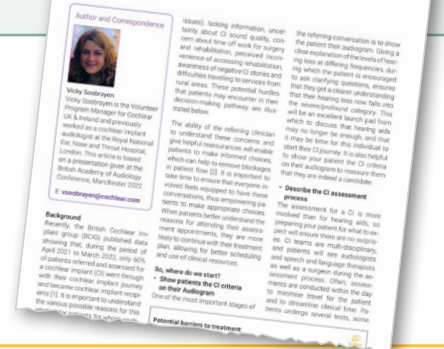 Author and Correspondence
Vicky Soobrayen
Vicky Soobrayen is the Volunteer
Program Manager for Cochlear
UK & Ireland and previously
worked as a cochlear implant
audiologist at the Royal National
Ear, Nose and Throat Hospital,
London. This article is based
on a presentation given at the
British Academy of Audiology
Conference, Manchester 2022
E: vsoobrayen@cochlear.com
Background
Recently, the British Cochlear Im-
plant group (BCIG) published data
showing that, during the period of
April 2021 to March 2022, only 60%
of patients referred and assessed for
a cochlear implant (CI) went through
with their cochlear implant journey
and became cochlear implant recipi-
ents [1]. It is important to understand
the various possible reasons for this
issues), lacking information, uncer-
tainty about CI sound quality, con-
cern about time off work for surgery
and rehabilitation, perceived incon-
venience of accessing rehabilitation,
awareness of negative CI stories and
difficulties travelling to services from
rural areas. These potential hurdles
that patients may encounter in their
decision-making pathway are illus-
trated below.
The ability of the referring clinician
to understand these concerns and
give helpful reassurances will enable
patients to make informed choices,
which can help to remove blockages
in patient flow [2]. It is important to
take time to ensure that everyone in-
volved feels equipped to have these
conversations, thus empowering pa-
tients to make appropriate choices.
When patients better understand the
reasons for attending their assess-
ment appointments, they are more
likely to continue with their treatment
plan, allowing for better scheduling
and use of clinical resources.
So, where do we start?
• Show patients the CI criteria
on their Audiogram
One of the most important stages of
Potential barriers to treatment
the referring conversation is to show
the patient their audiogram. Giving a
clear explanation of the levels of hear-
ing loss at differing frequencies, dur-
ing which the patient is encouraged
to ask clarifying questions, ensures
that they get a clearer understanding
that their hearing loss now falls into
the severe/profound category. This
will be an excellent launch pad from
which to discuss that hearing aids
may no longer be enough, and that
it may be time for this individual to
start their CI journey. It is also helpful
to show your patient the CI criteria
on their audiogram to reassure them
that they are indeed a candidate.
• Describe the CI assessment
process
The assessment for a CI is more
involved than for hearing aids, so
preparing your patient for what to ex-
pect will ensure there are no surpris-
es. CI teams are multi-disciplinary,
and patients will see audiologists
and speech and language therapists
as well as a surgeon during the as-
sessment process. Often, assess-
ments are conducted within the day
to minimise travel for the patient
and to streamline clinical time. Pa-
tients undergo several tests, some